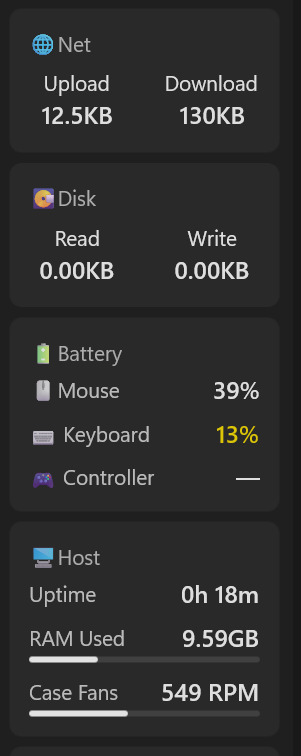 Net
Upload Download
12.5KB 130KB
Disk
Read Write
0.00KB 0.00KB
Battery
Mouse 39%
Keyboard 13%
Controller —
Host
Uptime 0h 18m
RAM Used 9.59GB
Case Fans 549 RPM